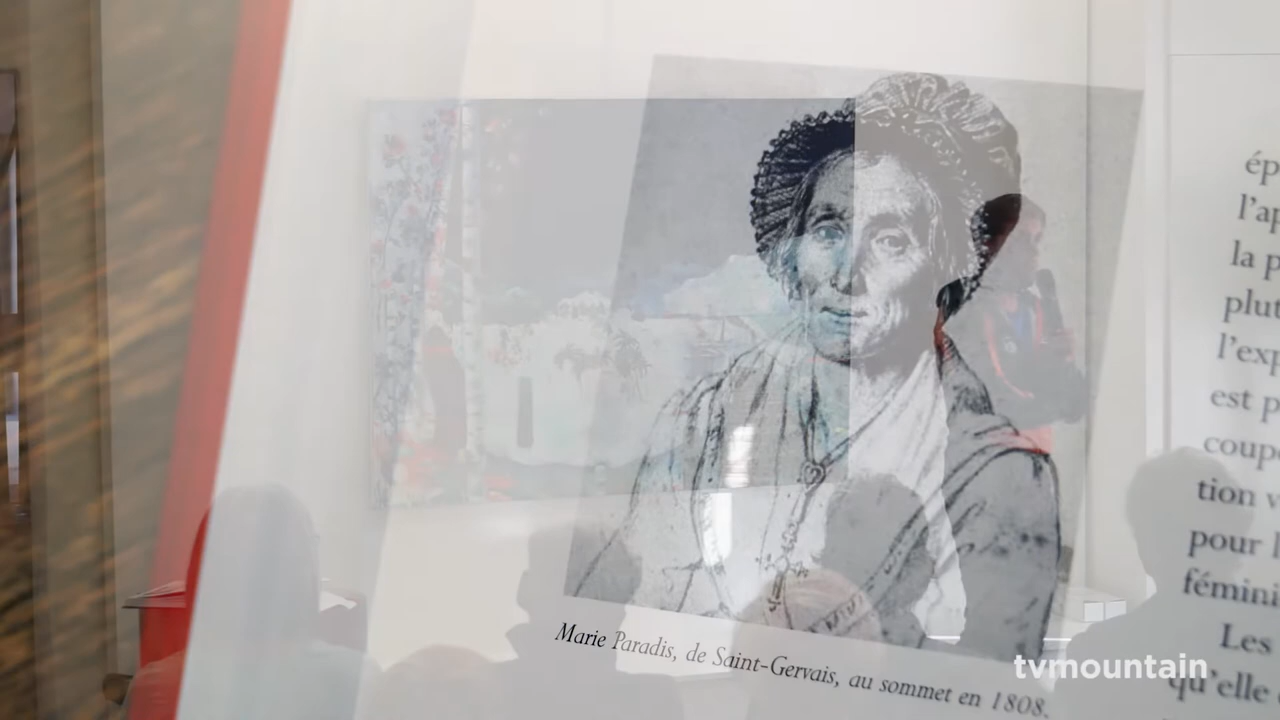 ép
l'ap
la p
plut
l'exp
est p
coup
tion v
pour l
fémini
Les
qu'elle
Marie Paradis, de Saint-Gervais, au sommet en 1808.
tvmountain